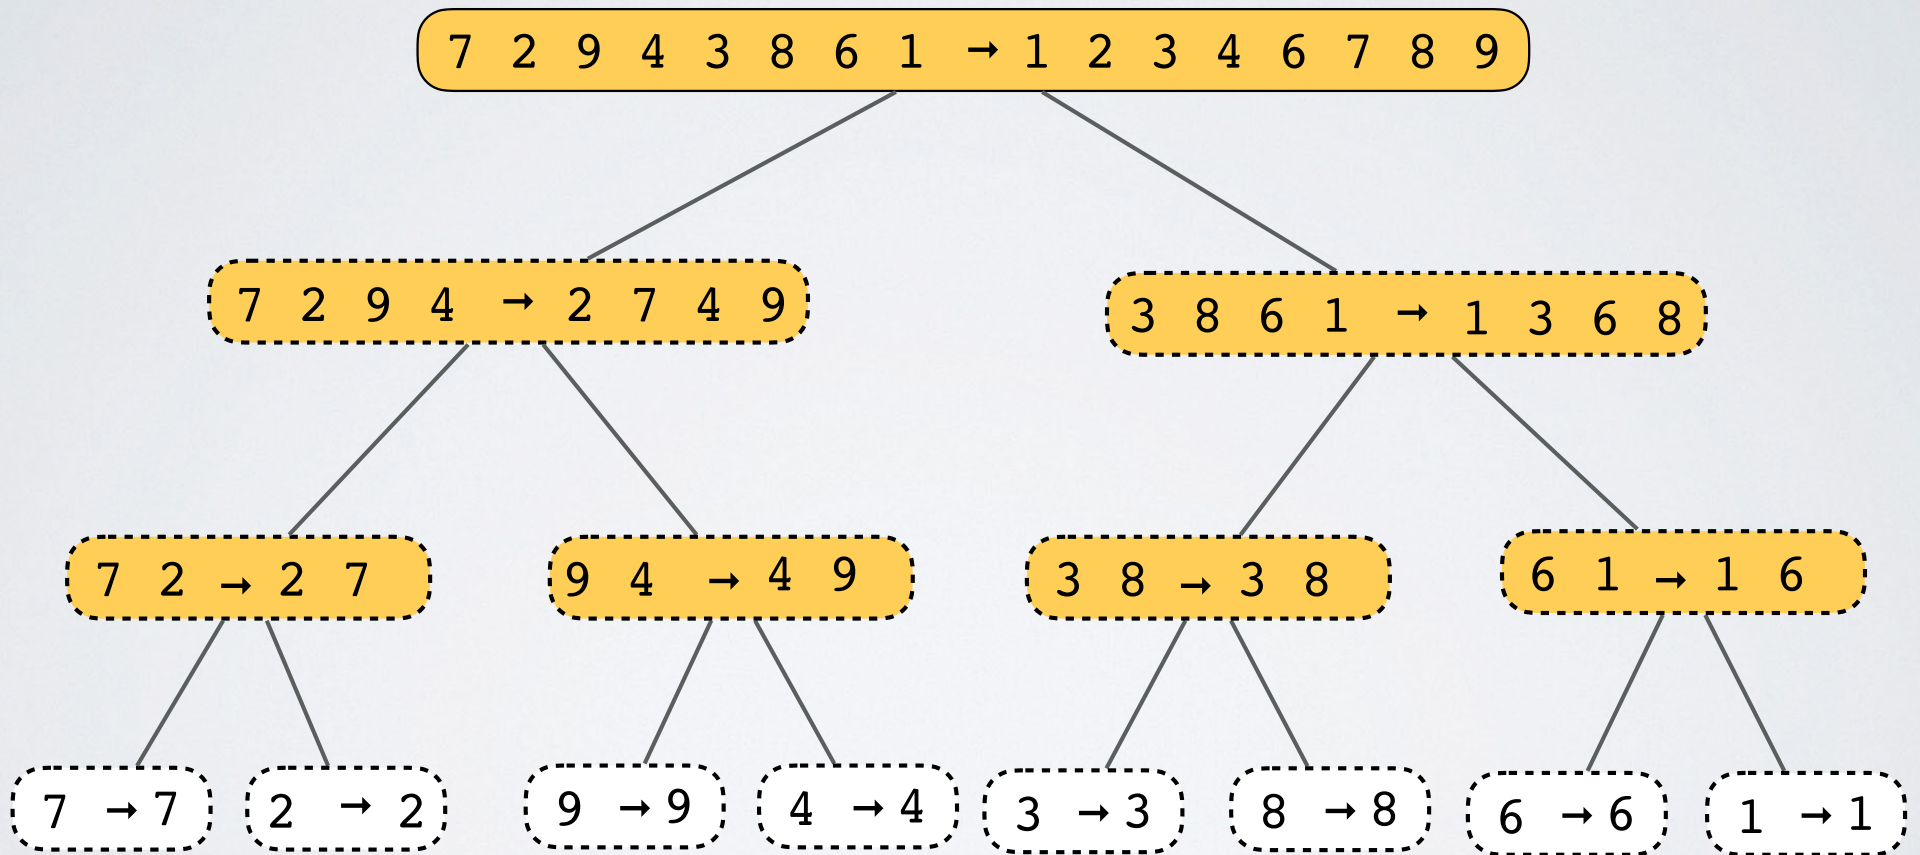 7 2 9 4 3 8 6 1 → 1 2 3 4 6 7 8 9
7 2 9 4 → 2 7 4 9
3 8 6 1 → 1 3 6 8
7 2 → 2 7
9 4 → 4 9
3 8 → 3 8
6 1 → 1 6
7 → 7
2 → 2
9 → 9
4 → 4
3 → 3
8 → 8
6 → 6
1 → 1